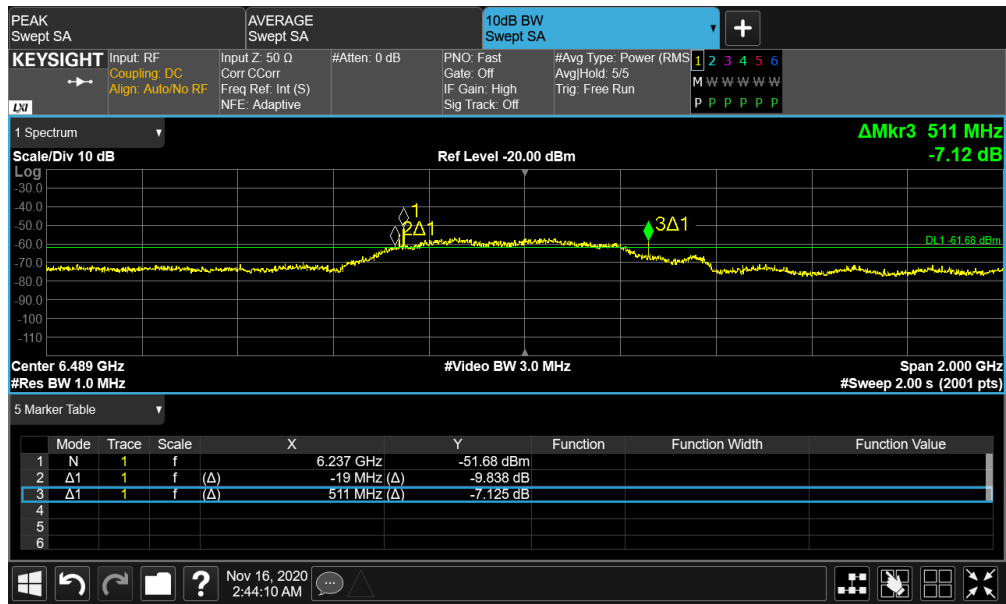 PEAK
Swept SA
AVERAGE
Swept SA
10dB BW
Swept SA
KEYSIGHT
LXI
Input: RF
Coupling: DC
Align: Auto/No RF
Input Z: 50 Ω
Corr CCorr
Freq Ref: Int (S)
NFE: Adaptive
#Atten: 0 dB
PNO: Fast
Gate: Off
IF Gain: High
Sig Track: Off
#Avg Type: Power (RMS
Avg|Hold: 5/5
Trig: Free Run
1 2 3 4 5 6
M W W W W W
P P P P P P
1 Spectrum
ΔMkr3 511 MHz
-7.12 dB
Scale/Div 10 dB
Ref Level -20.00 dBm
Log
-30.0
-40.0
-50.0
-60.0
-70.0
-80.0
-90.0
-100
-110
1
2Δ1
3Δ1
DL1 -61.68 dBm
Center 6.489 GHz
#Video BW 3.0 MHz
Span 2.000 GHz
#Res BW 1.0 MHz
#Sweep 2.00 s (2001 pts)
5 Marker Table
Mode Trace Scale X Y Function Function Width Function Value
1 N 1 f 6.237 GHz -51.68 dBm
2 Δ1 1 f (Δ) -19 MHz (Δ) -9.838 dB
3 Δ1 1 f (Δ) 511 MHz (Δ) -7.125 dB
4
5
6
?
Nov 16, 2020
2:44:10 AM